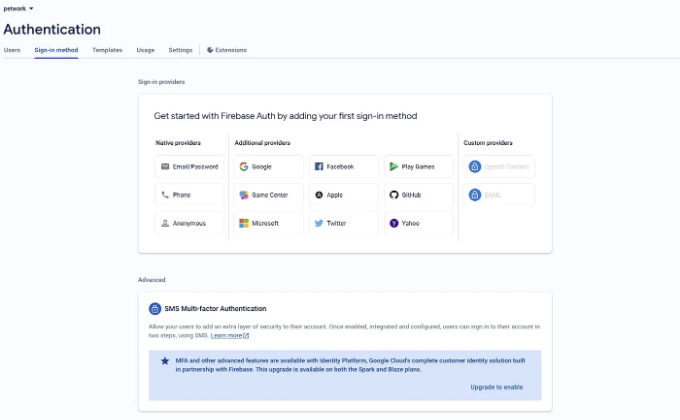 petwork
Authentication
Users Sign-in method Templates Usage Settings Extensions
Sign-in providers
Get started with Firebase Auth by adding your first sign-in method
Native providers Additional providers Custom providers
Email/Password Google Facebook Play Games OpenID Connect
Phone Game Center Apple GitHub SAML
Anonymous Microsoft Twitter Yahoo
Advanced
SMS Multi-factor Authentication
Allow your users to add an extra layer of security to their account. Once enabled, integrated and configured, users can sign in to their account in
two steps, using SMS. Learn more
MFA and other advanced features are available with Identity Platform, Google Cloud's complete customer identity solution built
in partnership with Firebase. This upgrade is available on both the Spark and Blaze plans.
Upgrade to enable